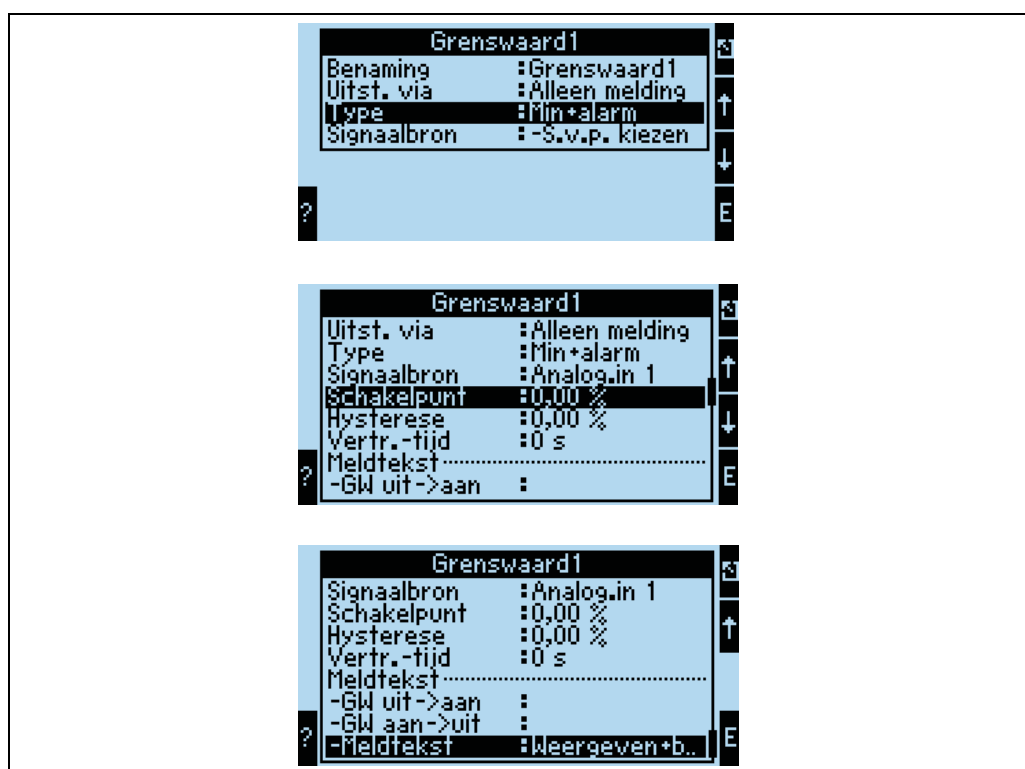 Grenswaard1
Benaming :Grenswaard1
Uitst. via :Alleen melding
Type :Min+alarm
Signaalbron :-S.v.p. kiezen
↑
↓
? E
Grenswaard1
Uitst. via :Alleen melding
Type :Min+alarm
Signaalbron :Analog.in 1
↑
Schakelpunt :0,00 %
Hysterese :0,00 %
↓
Vertr.-tijd :0 s
Meldtekst
? -GW uit->aan : E
Grenswaard1
Signaalbron :Analog.in 1
Schakelpunt :0,00 %
↑
Hysterese :0,00 %
Vertr.-tijd :0 s
Meldtekst
-GW uit->aan :
-GW aan->uit :
? -Meldtekst :Weergeven+b.. E